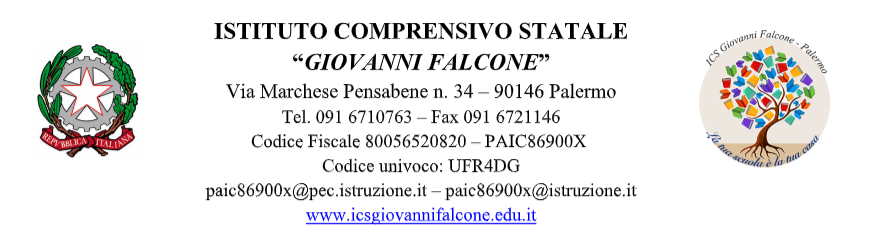 ISTITUTO COMPRENSIVO STATALE
“GIOVANNI FALCONE”
Via Marchese Pensabene n. 34 – 90146 Palermo
Tel. 091 6710763 – Fax 091 6721146
Codice Fiscale 80056520820 – PAIC86900X
Codice univoco: UFR4DG
paic86900x@pec.istruzione.it – paic86900x@istruzione.it
www.icsgiovannifalcone.edu.it
REPVBBLICA ITALIANA
ICS Giovanni Falcone - Palermo
La tua scuola è la tua casa